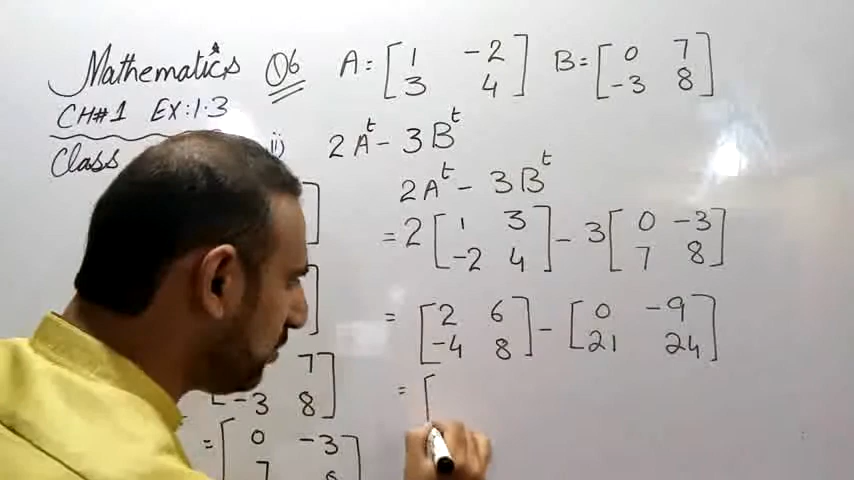 Mathematics Q6 A = [ 1 -2 B = [ 0 7
3 4 ] -3 8 ]
CH#1 EX:1.3
Class ii) 2A^t - 3B^t
2A^t - 3B^t
= 2 [ 1 3 ] - 3 [ 0 -3 ]
-2 4 7 8
= [ 2 6 ] - [ 0 -9 ]
-4 8 21 24
= [
7 ]
-3 8
= [ 0 -3 ]
7